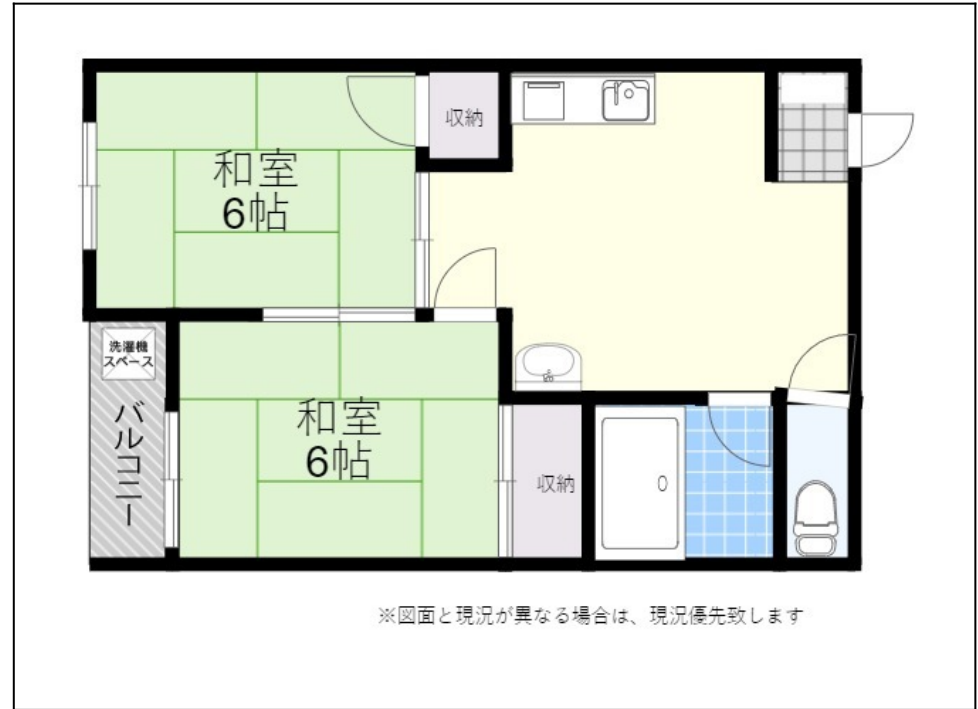 収納
和室
6帖
洗濯機
スペース
バルコニー
和室
6帖
収納
※図面と現況が異なる場合は、現況優先致します